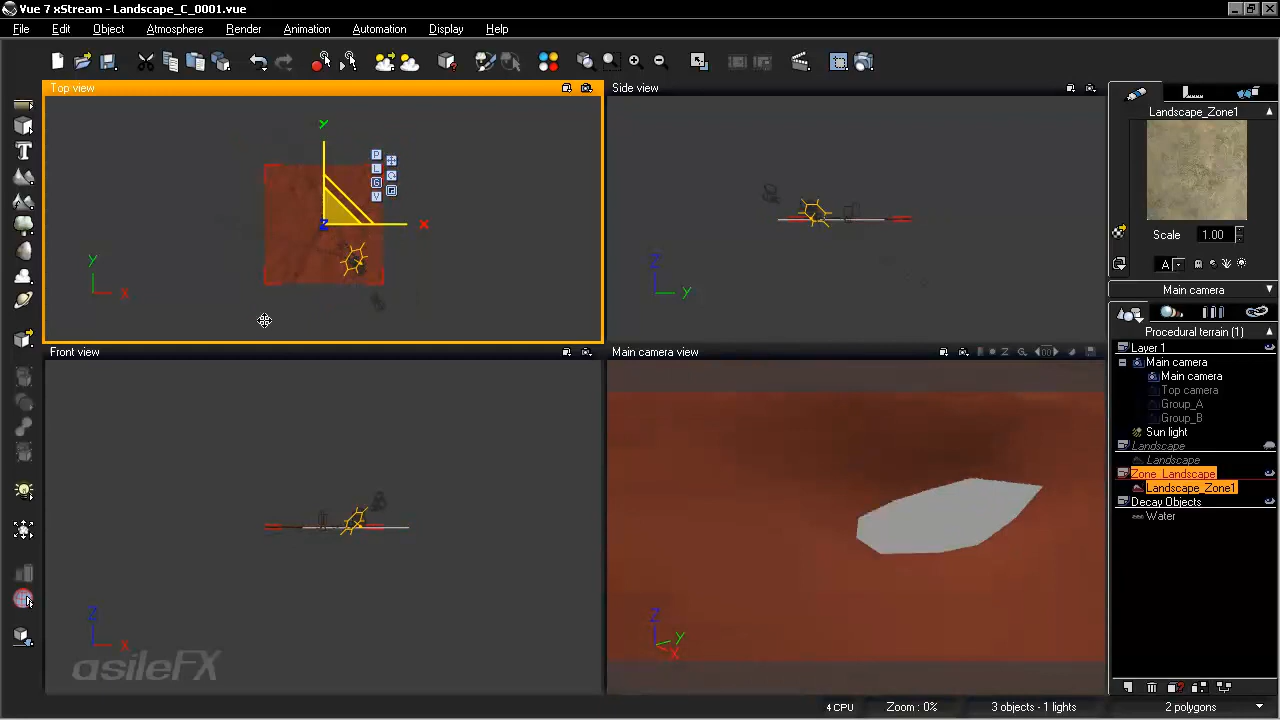 Vue 7 xStream - Landscape_C_0001.vue
File Edit Object Atmosphere Render Animation Automation Display Help
Top view
Side view
Landscape_Zone1
Y
P
L
G
V
Z
X
Y
X
Z
Y
Scale 1.00
A
Main camera
Front view
Main camera view
Procedural terrain (1)
Layer 1
Main camera
Main camera
Top camera
Group_A
Group_B
Sun light
Landscape
Landscape
Zone_Landscape
Landscape_Zone1
Decay Objects
Water
Z
X
Z
Y
X
asileFX
4 CPU Zoom : 0% 3 objects - 1 lights 2 polygons